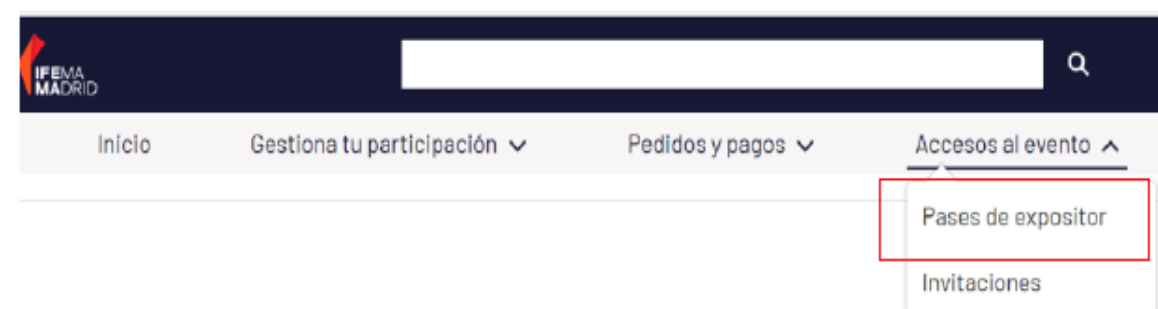 IFEMA
MADRID
Inicio Gestiona tu participación Pedidos y pagos Accesos al evento
Pases de expositor
Invitaciones